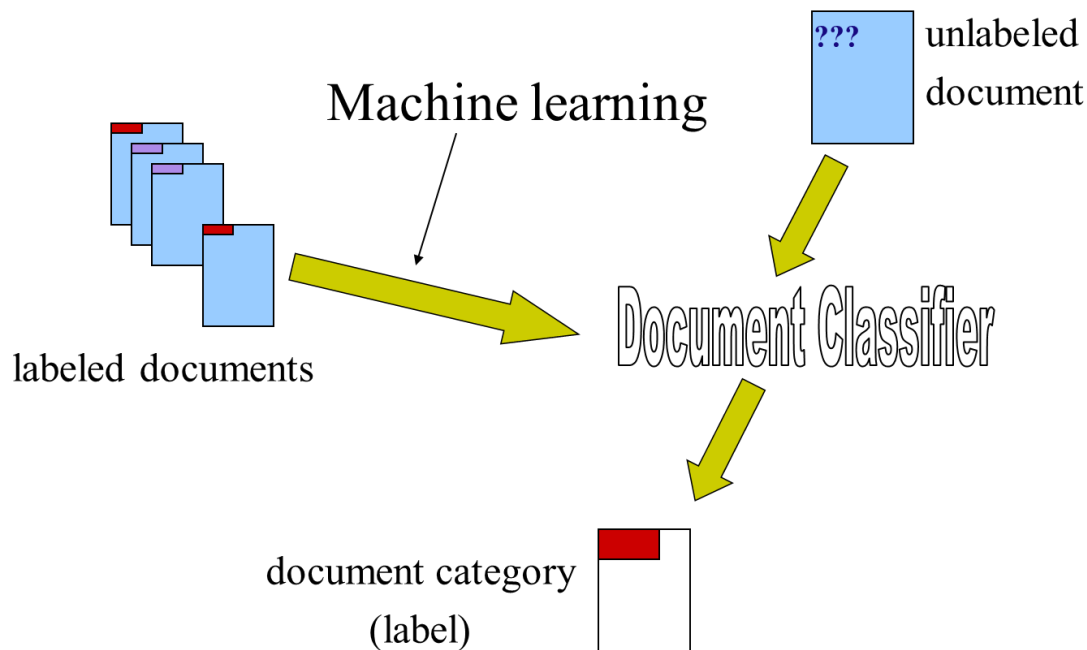 ???
unlabeled
document
Machine learning
Document Classifier
labeled documents
document category
(label)